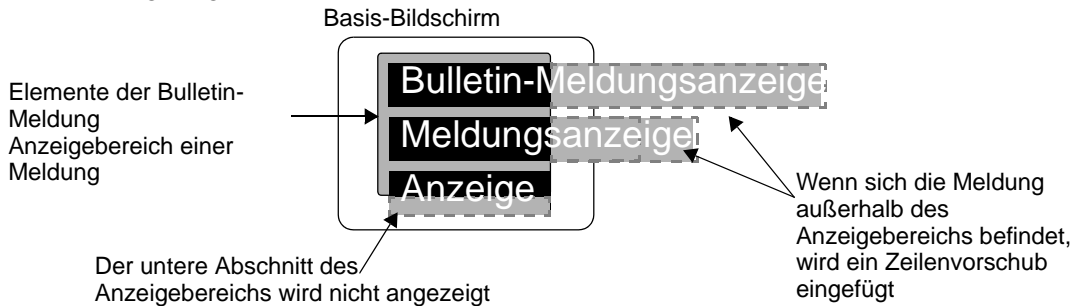 Basis-Bildschirm
Bulletin-Meldungsanzeige
Meldungsanzeige
Anzeige
Elemente der Bulletin-
Meldung
Anzeigebereich einer
Meldung
Wenn sich die Meldung
außerhalb des
Anzeigebereichs befindet,
wird ein Zeilenvorschub
eingefügt
Der untere Abschnitt des
Anzeigebereichs wird nicht angezeigt